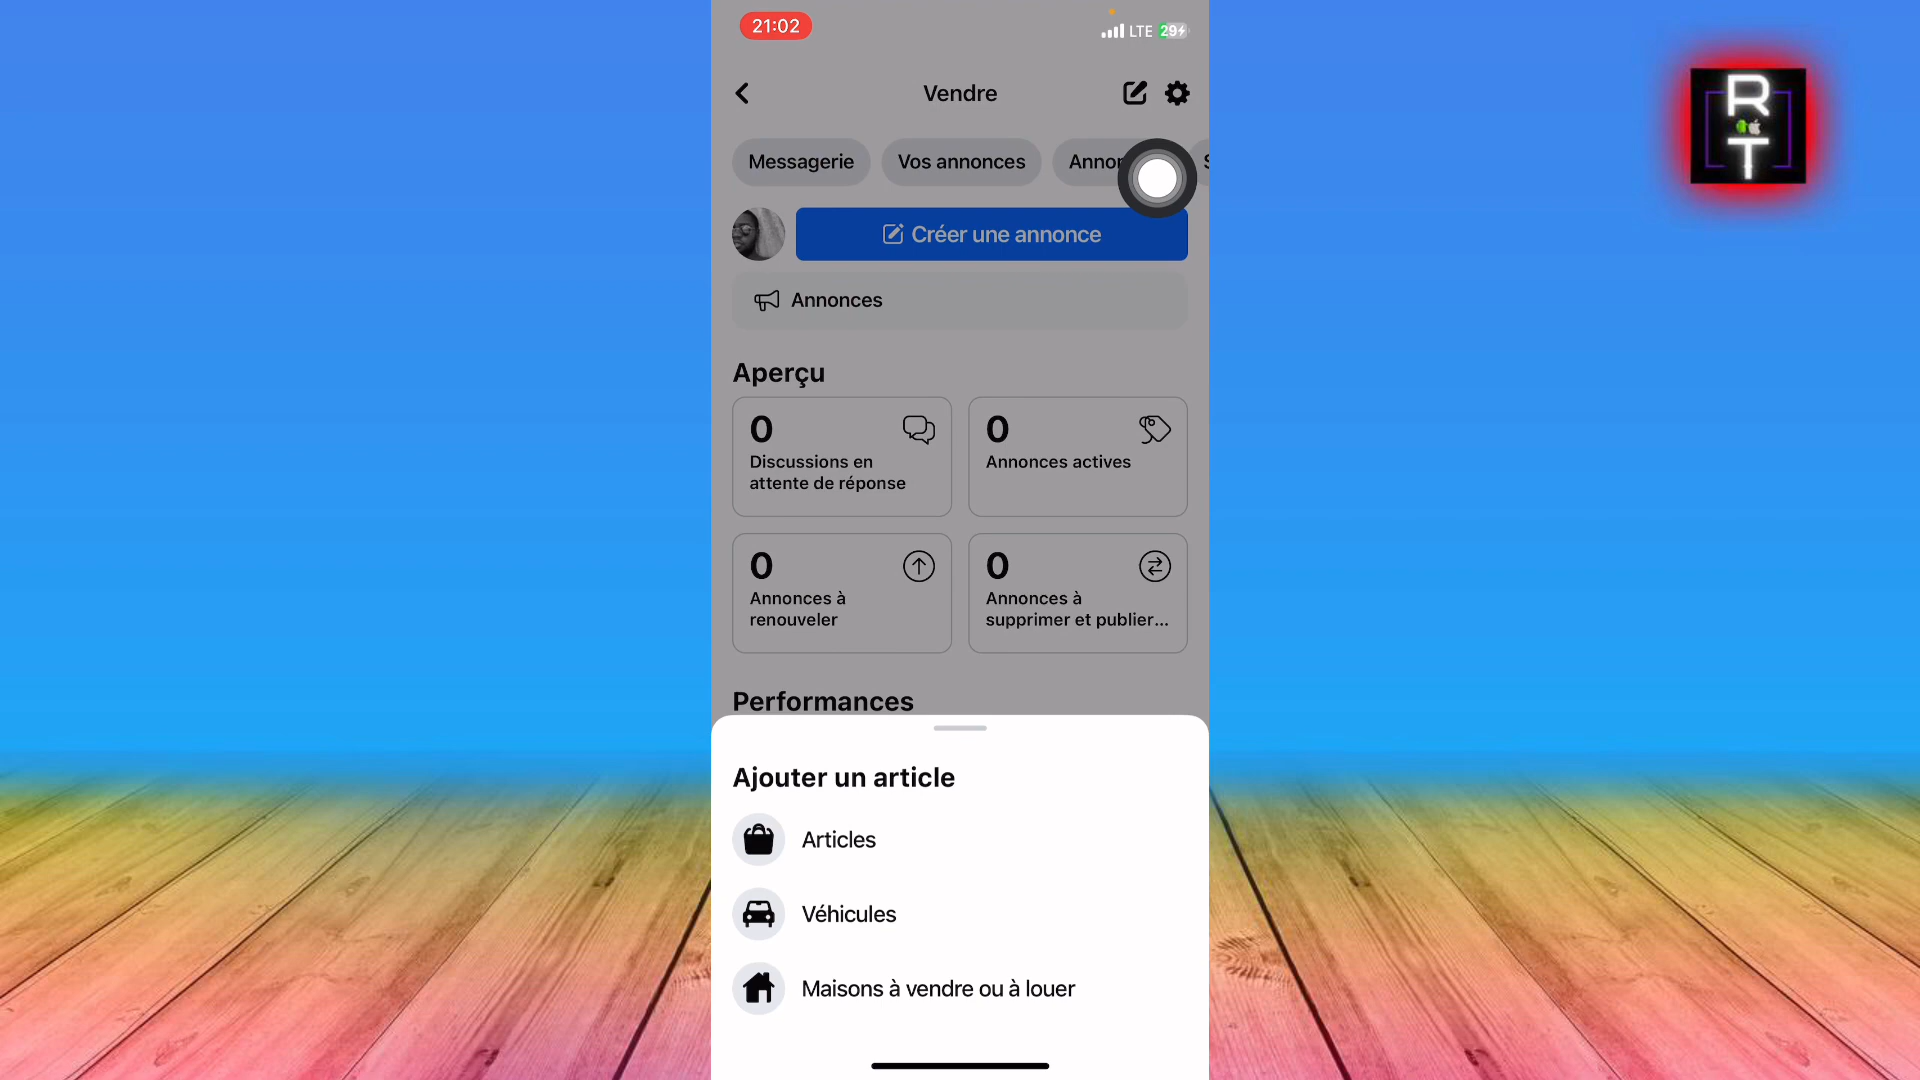 21:02
LTE 29
Vendre
Messagerie
Vos annonces
R
T
Créer une annonce
Annonces
Aperçu
0
Discussions en
attente de réponse
0
Annonces actives
0
Annonces à
renouveler
0
Annonces à
supprimer et publier...
Performances
Ajouter un article
Articles
Véhicules
Maisons à vendre ou à louer